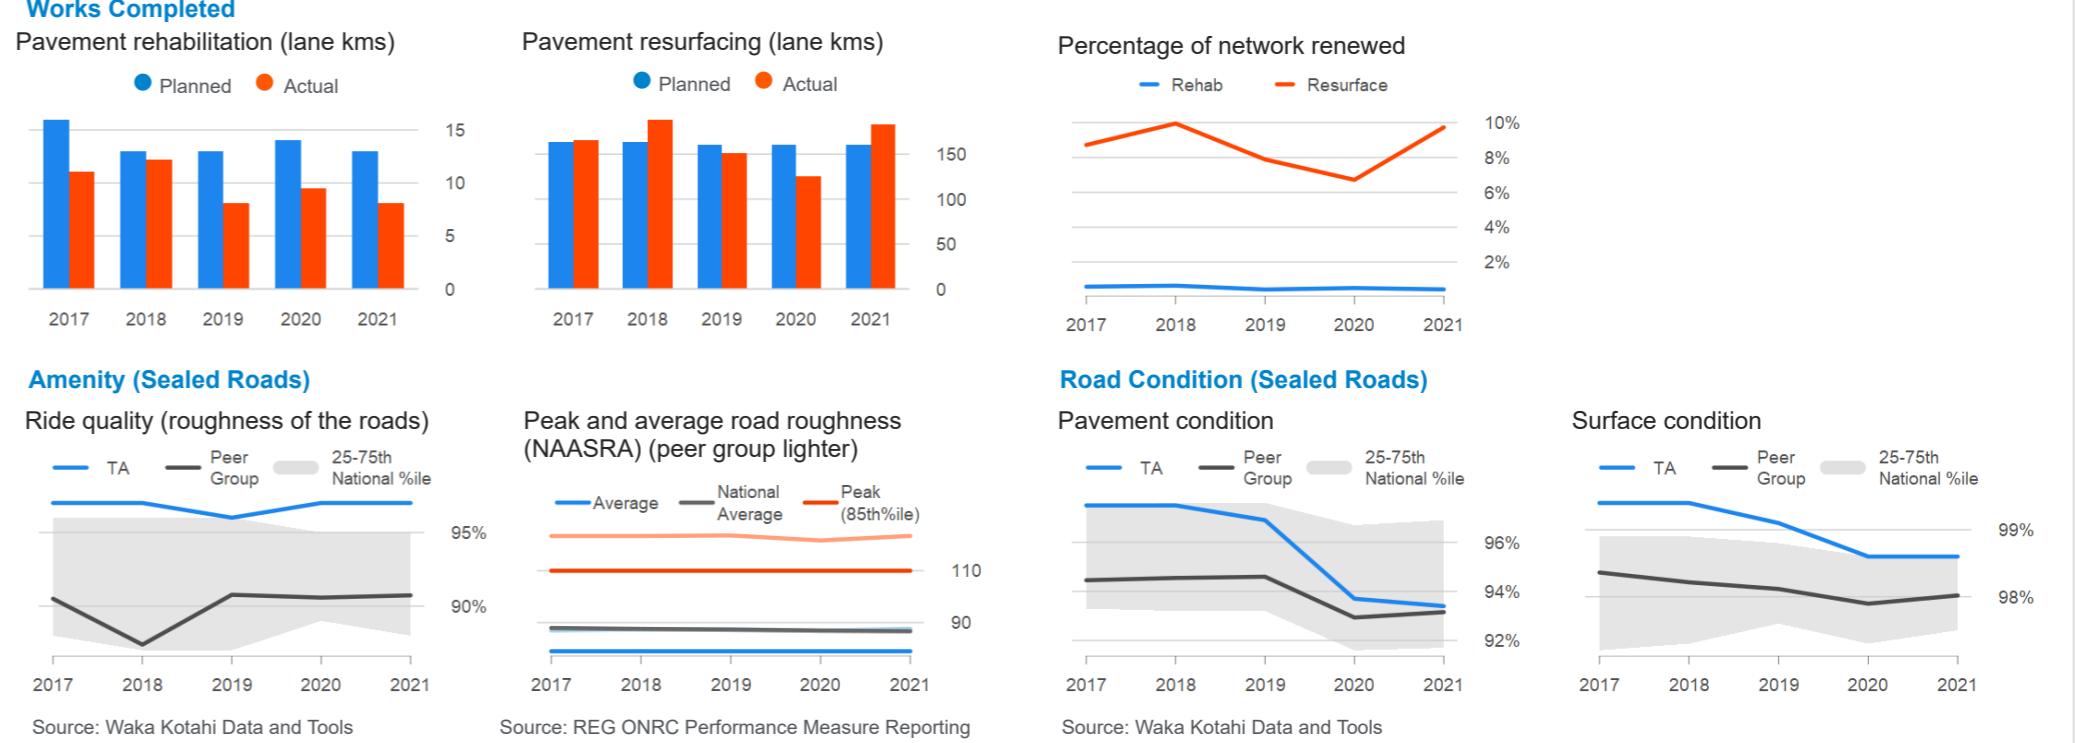 Works Completed
Pavement rehabilitation (lane kms)
Planned Actual
15
10
5
0
2017 2018 2019 2020 2021
Pavement resurfacing (lane kms)
Planned Actual
150
100
50
0
2017 2018 2019 2020 2021
Percentage of network renewed
Rehab Resurface
10%
8%
6%
4%
2%
2017 2018 2019 2020 2021
Amenity (Sealed Roads)
Ride quality (roughness of the roads)
TA
Peer
Group
25-75th
National %ile
95%
90%
2017 2018 2019 2020 2021
Source: Waka Kotahi Data and Tools
Peak and average road roughness
(NAASRA) (peer group lighter)
Average
National
Average
Peak
(85th%ile)
110
90
2017 2018 2019 2020 2021
Source: REG ONRC Performance Measure Reporting
Road Condition (Sealed Roads)
Pavement condition
TA
Peer
Group
25-75th
National %ile
96%
94%
92%
2017 2018 2019 2020 2021
Source: Waka Kotahi Data and Tools
Surface condition
TA
Peer
Group
25-75th
National %ile
99%
98%
2017 2018 2019 2020 2021